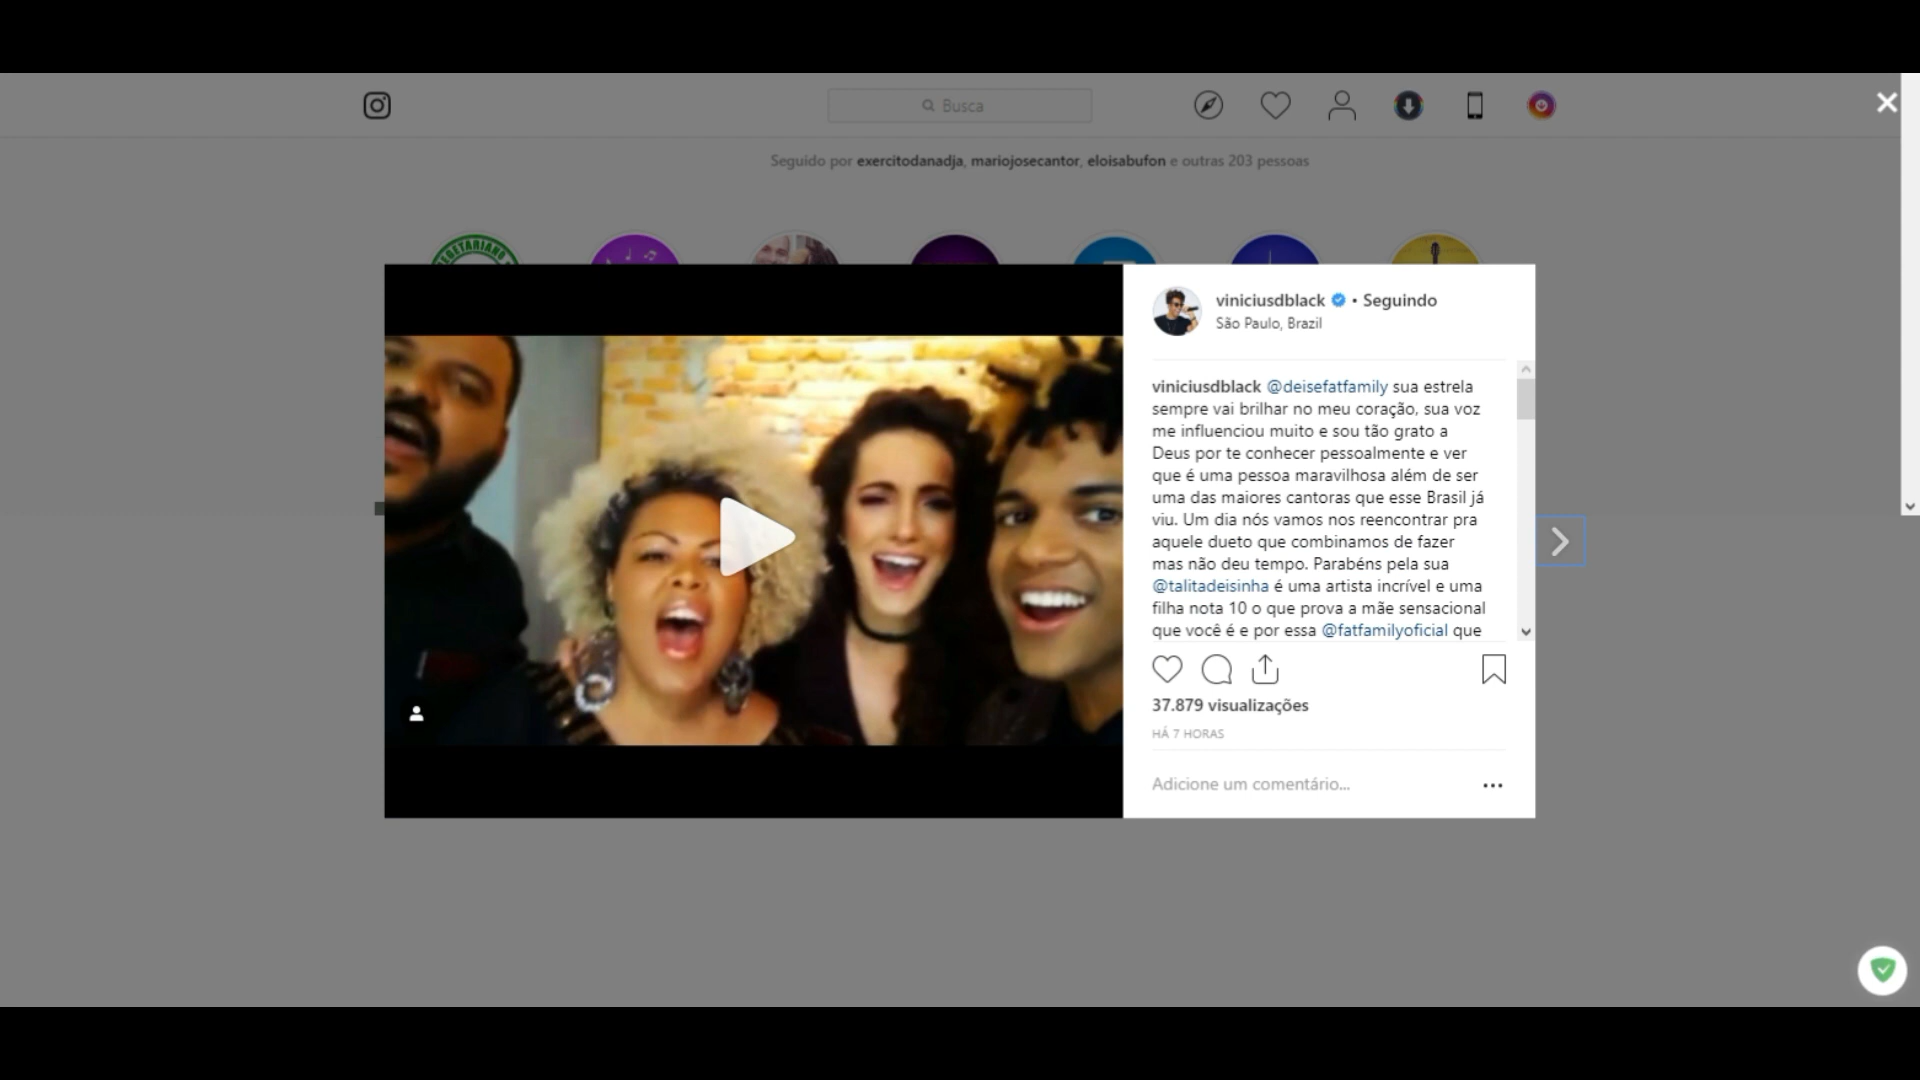 Busca
Seguido por exercitodanadja, mariojosecantor, eloisabufon e outras 203 pessoas
viniciusdblack • Seguindo
São Paulo, Brazil
viniciusdblack @deisefatfamily sua estrela
sempre vai brilhar no meu coração, sua voz
me influenciou muito e sou tão grato a
Deus por te conhecer pessoalmente e ver
que é uma pessoa maravilhosa além de ser
uma das maiores cantoras que esse Brasil já
viu. Um dia nós vamos nos reencontrar pra
aquele dueto que combinamos de fazer
mas não deu tempo. Parabéns pela sua
@talitadeisinha é uma artista incrível e uma
filha nota 10 o que prova a mãe sensacional
que você é e por essa @fatfamilyoficial que
37.879 visualizações
HÁ 7 HORAS
Adicione um comentário...